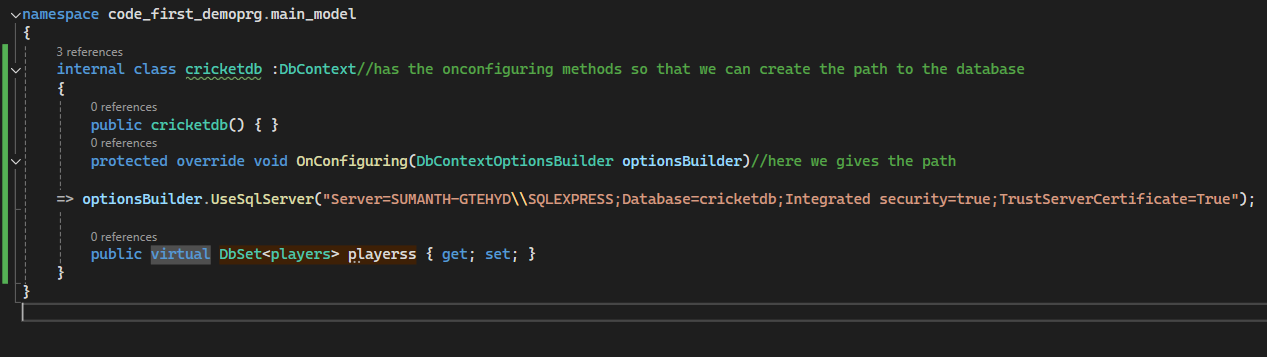 namespace code_first_demoprg.main_model
{
3 references
internal class cricketdb :DbContext//has the onconfiguring methods so that we can create the path to the database
{
0 references
public cricketdb() { }
0 references
protected override void OnConfiguring(DbContextOptionsBuilder optionsBuilder)//here we gives the path
=> optionsBuilder.UseSqlServer("Server=SUMANTH-GTEHYD\\SQLEXPRESS;Database=cricketdb;Integrated security=true;TrustServerCertificate=True");
0 references
public virtual DbSet<players> playerss { get; set; }
}
}